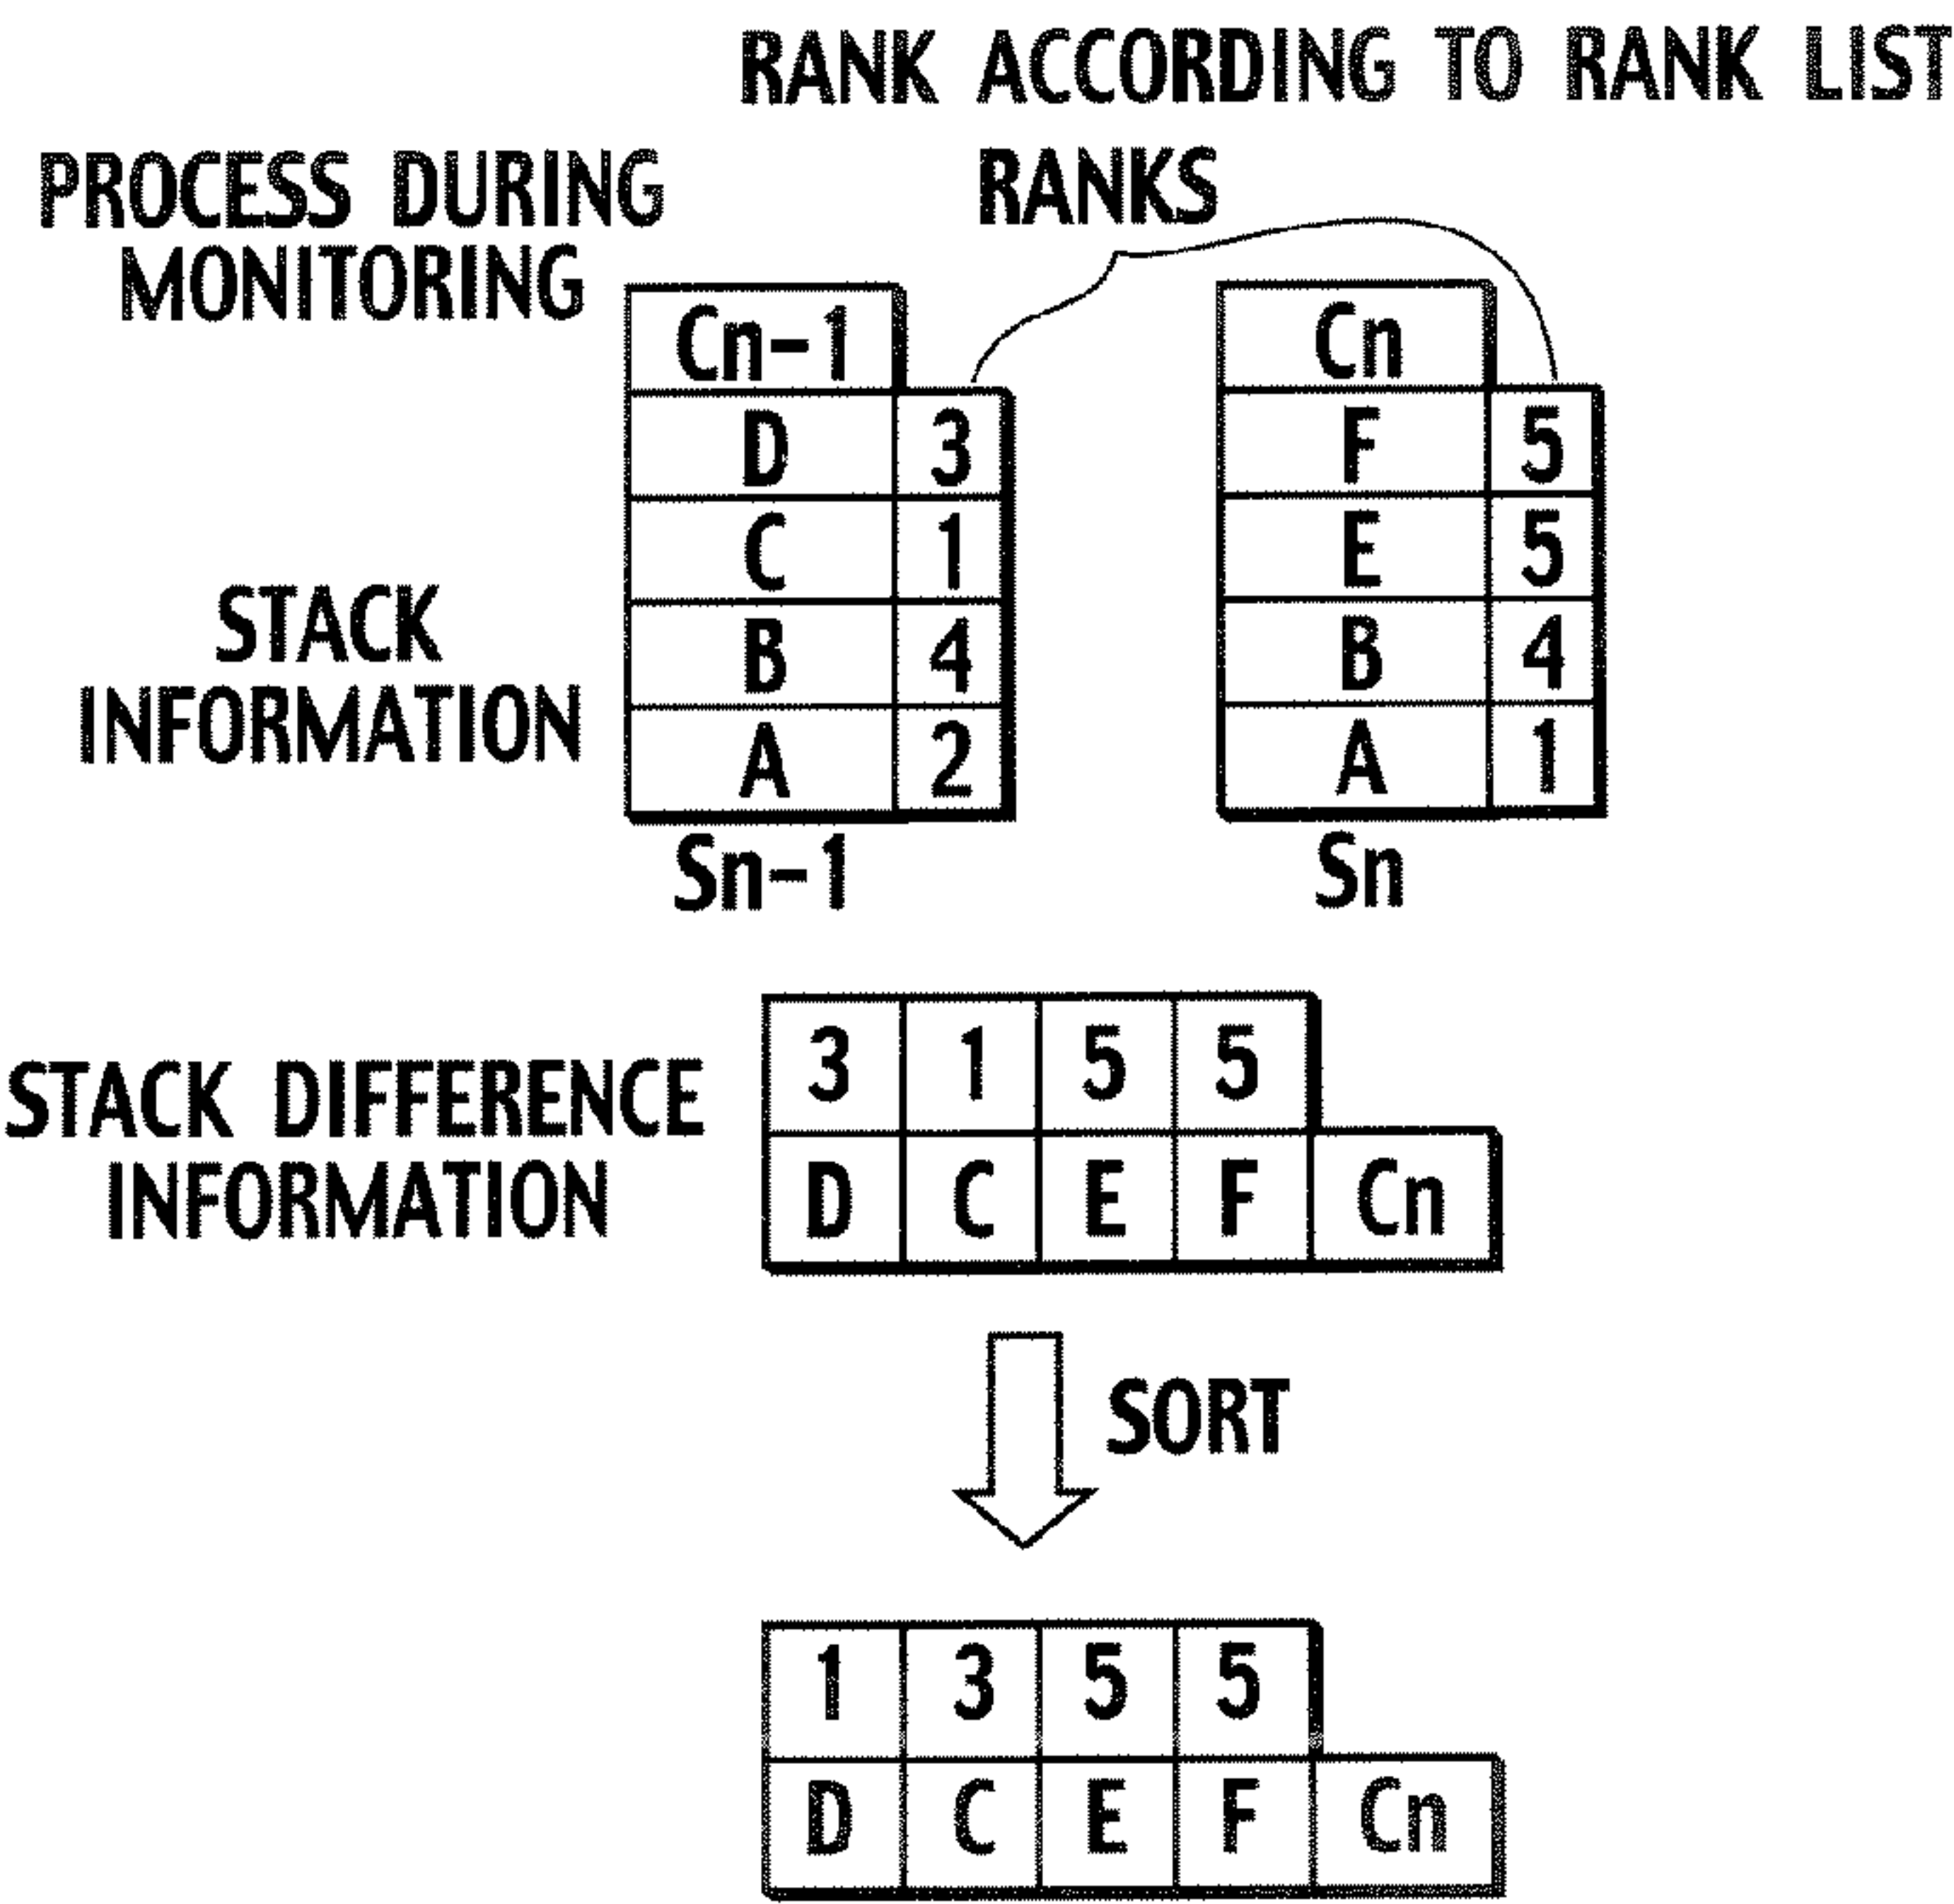 RANK ACCORDING TO RANK LIST
PROCESS DURING
MONITORING
RANKS
Cn-1
D 3
C 1
B 4
A 2
Sn-1
Cn
F 5
E 5
B 4
A 1
Sn
STACK
INFORMATION
STACK DIFFERENCE
INFORMATION
3 1 5 5
D C E F Cn
SORT
1 3 5 5
D C E F Cn